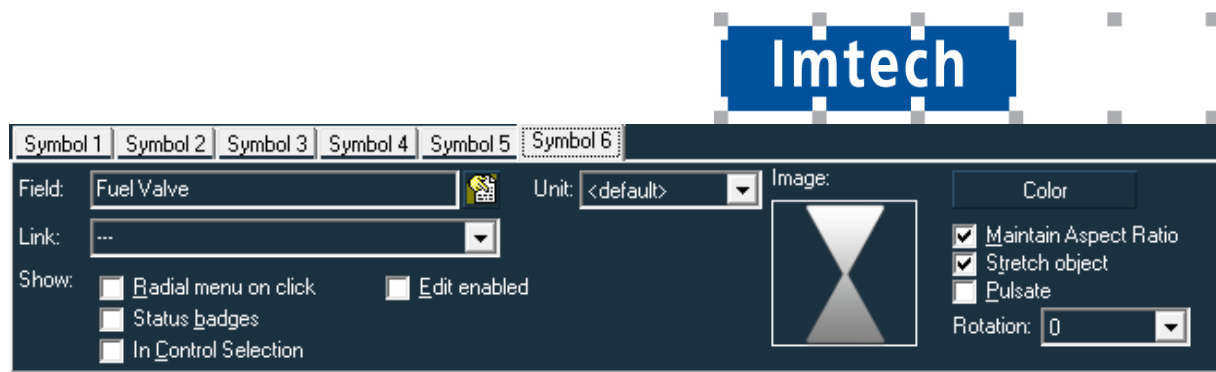 Imtech
Symbol 1 Symbol 2 Symbol 3 Symbol 4 Symbol 5 Symbol 6
Field: Fuel Valve Unit: <default> Image: Color
Link: --- Maintain Aspect Ratio
Show: Radial menu on click Edit enabled Stretch object
Status badges Pulsate
In Control Selection Rotation: 0